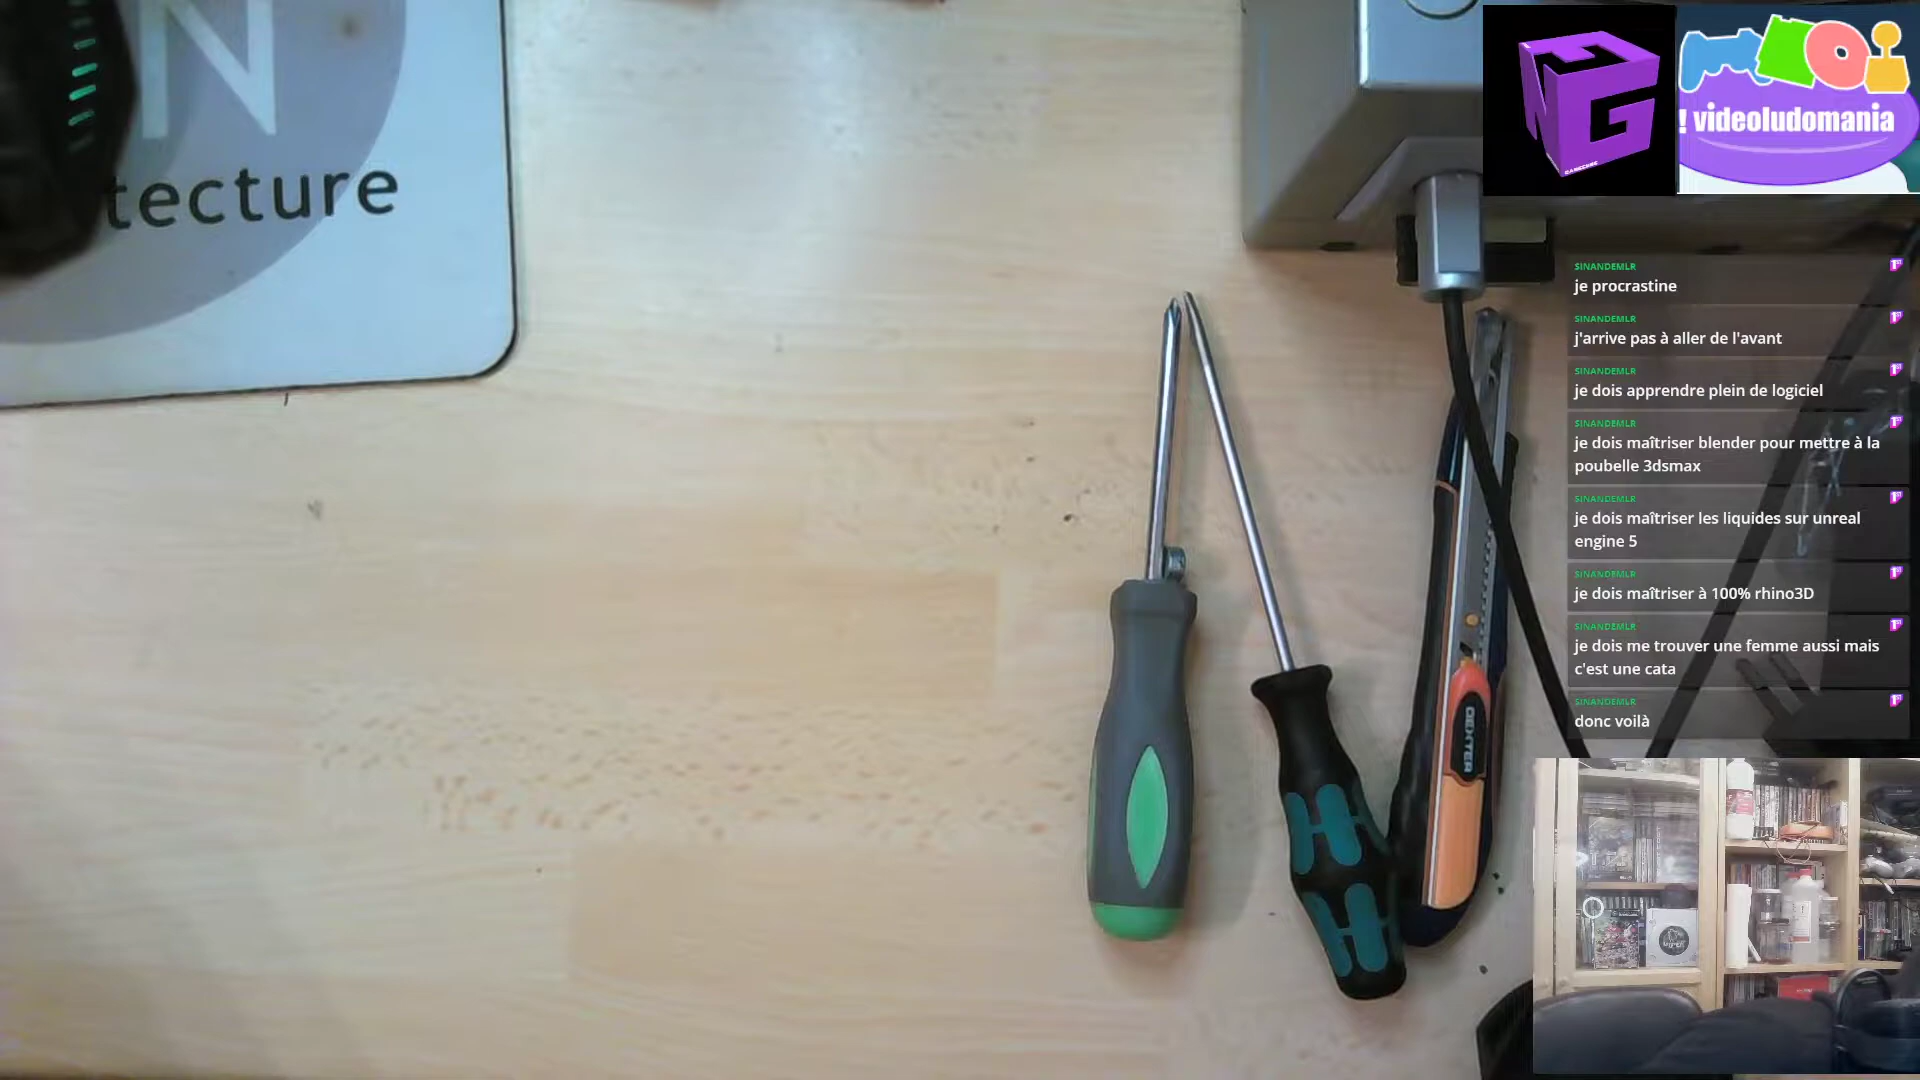 N
tecture
NG
GAMECUBE
! videoludomania
SINANDEMLR
je procrastine
SINANDEMLR
j'arrive pas à aller de l'avant
SINANDEMLR
je dois apprendre plein de logiciel
SINANDEMLR
je dois maîtriser blender pour mettre à la
poubelle 3dsmax
SINANDEMLR
je dois maîtriser les liquides sur unreal
engine 5
SINANDEMLR
je dois maîtriser à 100% rhino3D
SINANDEMLR
je dois me trouver une femme aussi mais
c'est une cata
SINANDEMLR
donc voilà
DEXTER